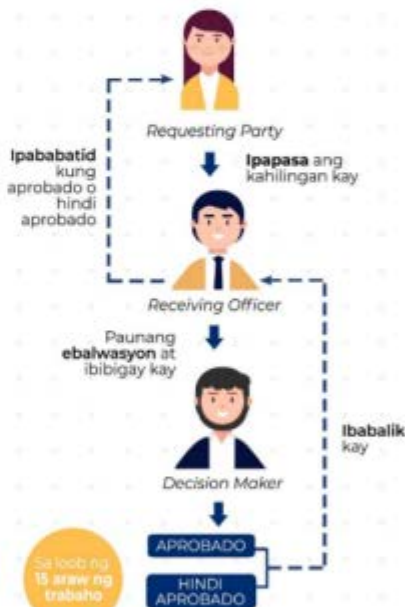 Requesting Party
Ipababatid
kung
aprobado o
hindi
aprobado
Ipapasa ang
kahilingan kay
Receiving Officer
Paunang
ebalwasyon at
ibibigay kay
Ibabalik
kay
Decision Maker
APROBADO
Sa loob ng
15 araw ng
trabaho
HINDI
APROBADO